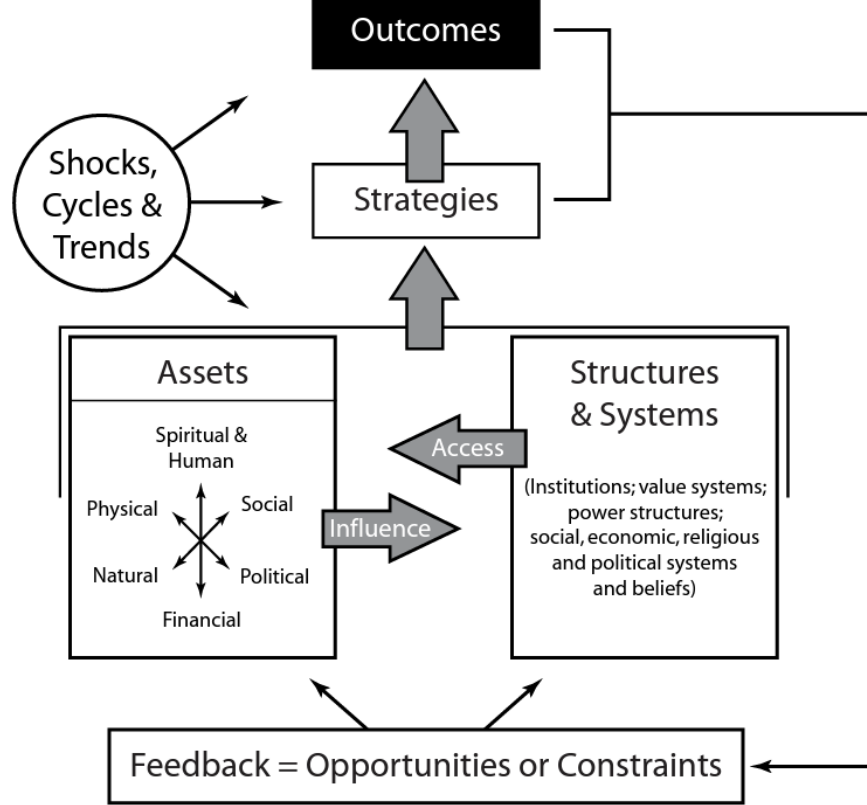 Outcomes
Shocks,
Cycles &
Trends
Strategies
Assets
Spiritual &
Human
Physical
Social
Natural
Political
Financial
Access
Influence
Structures
& Systems
(Institutions; value systems;
power structures;
social, economic, religious
and political systems
and beliefs)
Feedback = Opportunities or Constraints